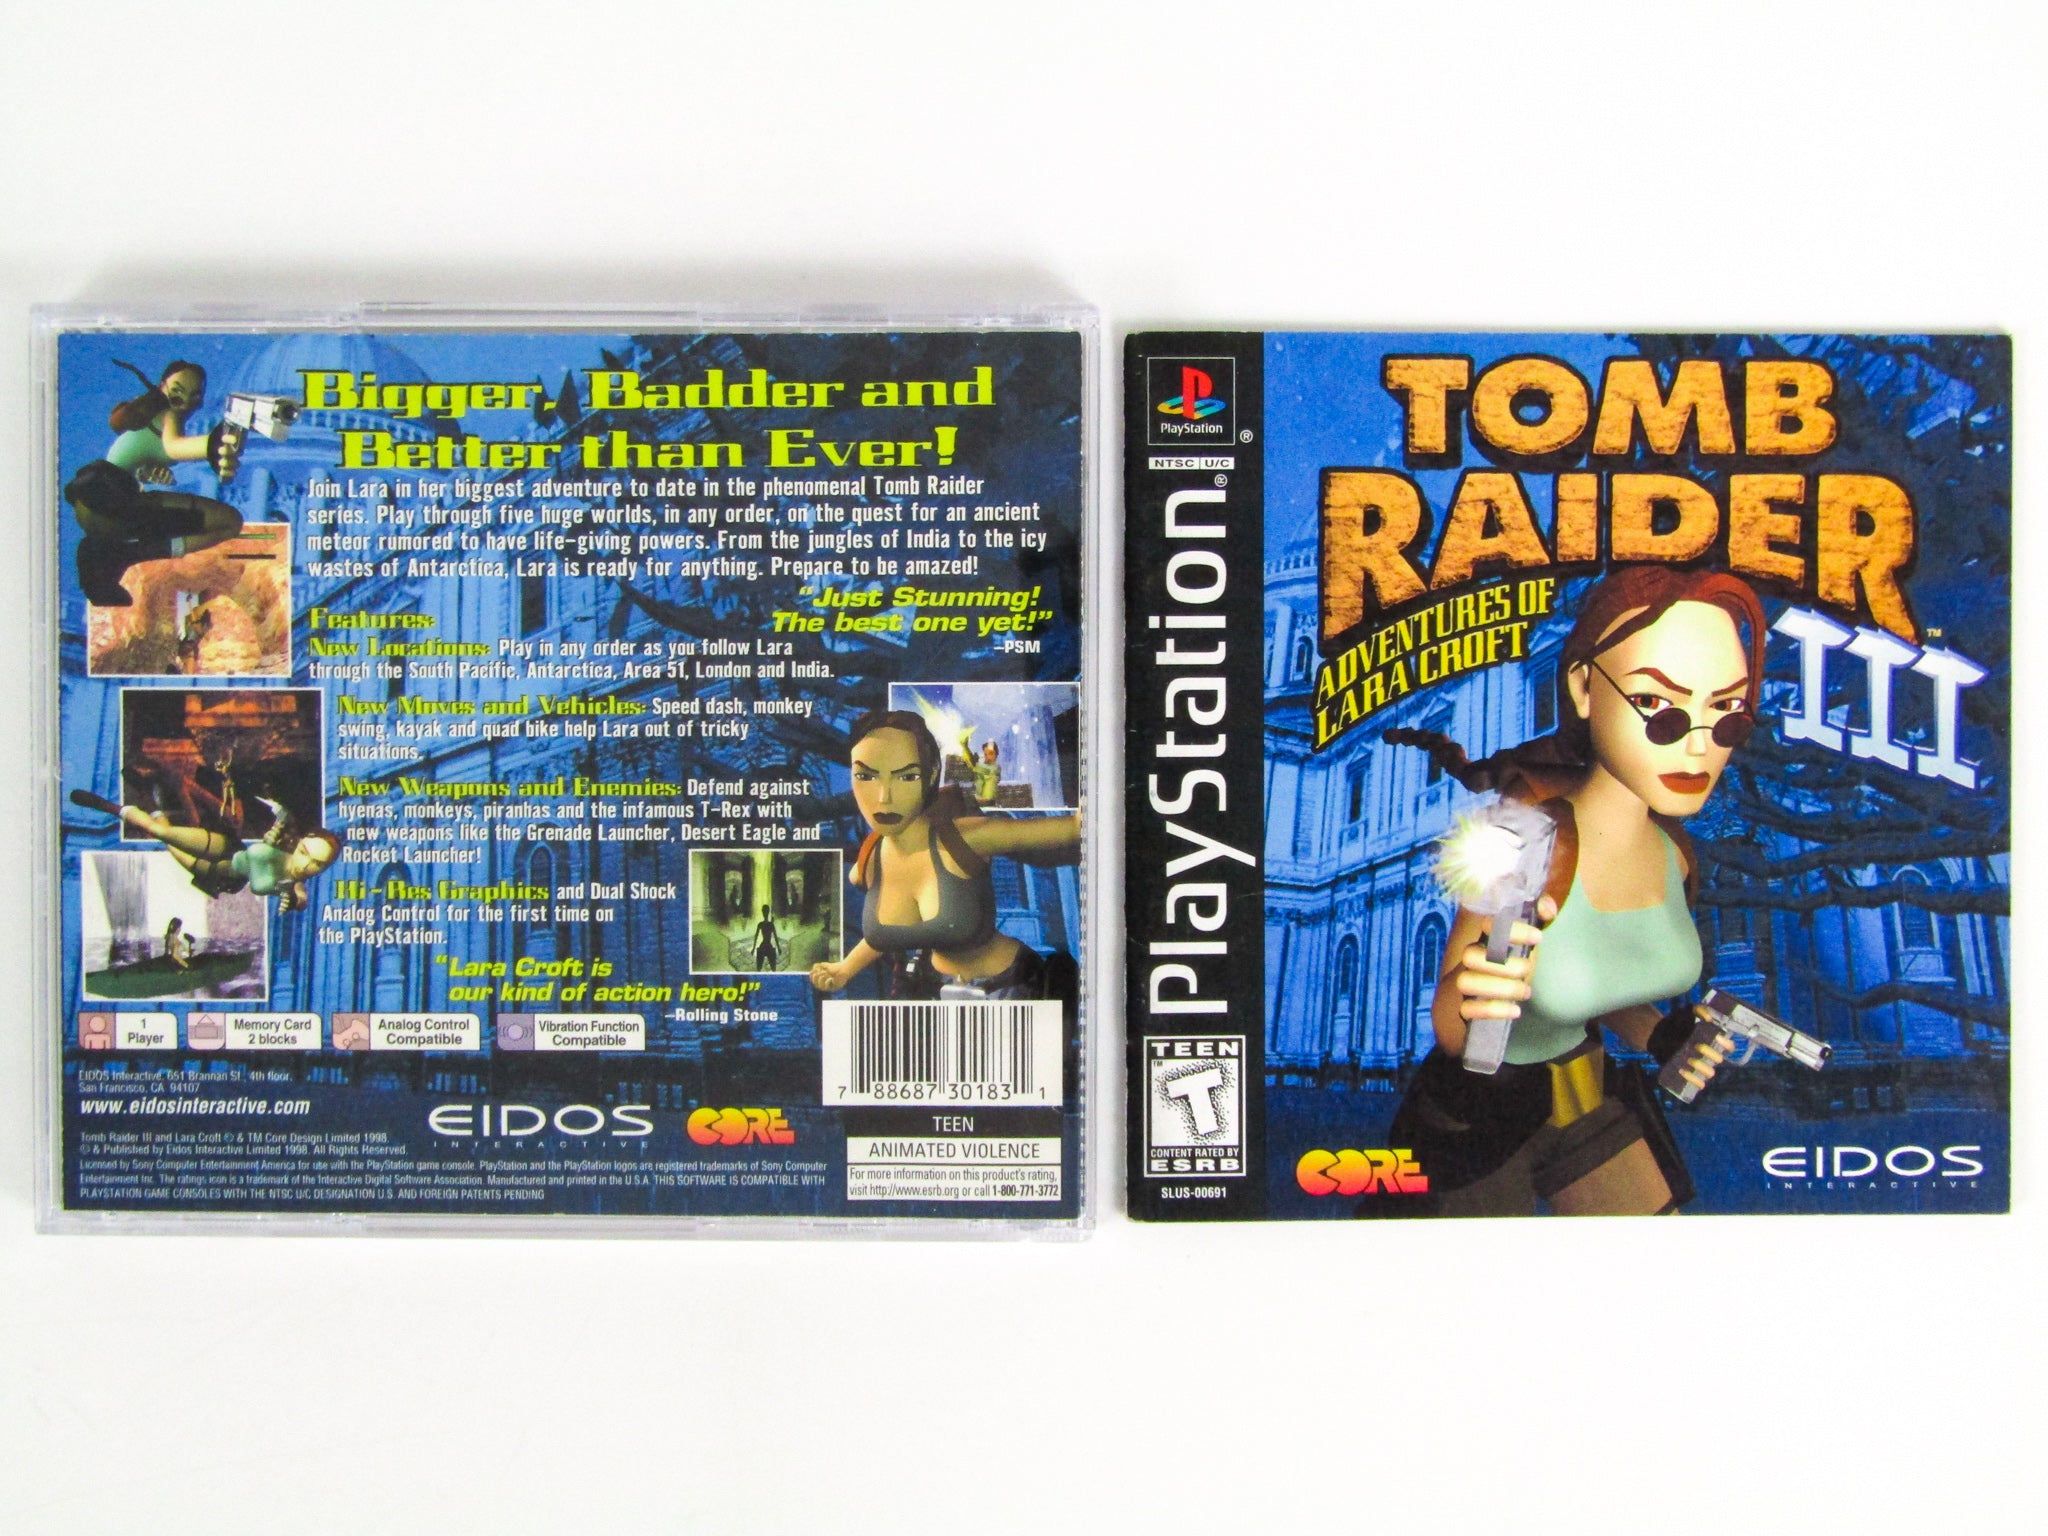 Bigger, Badder and
Better than Ever!
Join Lara in her biggest adventure to date in the phenomenal Tomb Raider
series. Play through five huge worlds, in any order, on the quest for an ancient
meteor rumored to have life-giving powers. From the jungles of India to the icy
wastes of Antarctica, Lara is ready for anything. Prepare to be amazed!
"Just Stunning!
The best one yet!"
-PSM
Features:
New Locations: Play in any order as you follow Lara
through the South Pacific, Antarctica, Area 51, London and India.
New Moves and Vehicles: Speed dash, monkey
swing, kayak and quad bike help Lara out of tricky
situations.
New Weapons and Enemies: Defend against
hyenas, monkeys, piranhas and the infamous T-Rex with
new weapons like the Grenade Launcher, Desert Eagle and
Rocket Launcher!
Hi-Res Graphics and Dual Shock
Analog Control for the first time on
the PlayStation.
"Lara Croft is
our kind of action hero!"
-Rolling Stone
1
Player
Memory Card
2 blocks
Analog Control
Compatible
Vibration Function
Compatible
EIDOS Interactive, 651 Brannan St., 4th floor,
San Francisco, CA 94107
www.eidosinteractive.com
EIDOS
INTERACTIVE
CORE
Tomb Raider III and Lara Croft © & TM Core Design Limited 1998.
© & Published by Eidos Interactive Limited 1998. All Rights Reserved.
Licensed by Sony Computer Entertainment America for use with the PlayStation game console. PlayStation and the PlayStation logos are registered trademarks of Sony Computer
Entertainment Inc. The ratings icon is a trademark of the Interactive Digital Software Association. Manufactured and printed in the U.S.A. THIS SOFTWARE IS COMPATIBLE WITH
PLAYSTATION GAME CONSOLES WITH THE NTSC U/C DESIGNATION U.S. AND FOREIGN PATENTS PENDING
7 88687 30183 1
TEEN
ANIMATED VIOLENCE
For more information on this product's rating,
visit http://www.esrb.org or call 1-800-771-3772
PlayStation
®
NTSC U/C
PlayStation®
TEEN
T
™
CONTENT RATED BY
ESRB
SLUS-00691
TOMB
RAIDER
™
III
ADVENTURES OF
LARA CROFT
CORE
EIDOS
INTERACTIVE